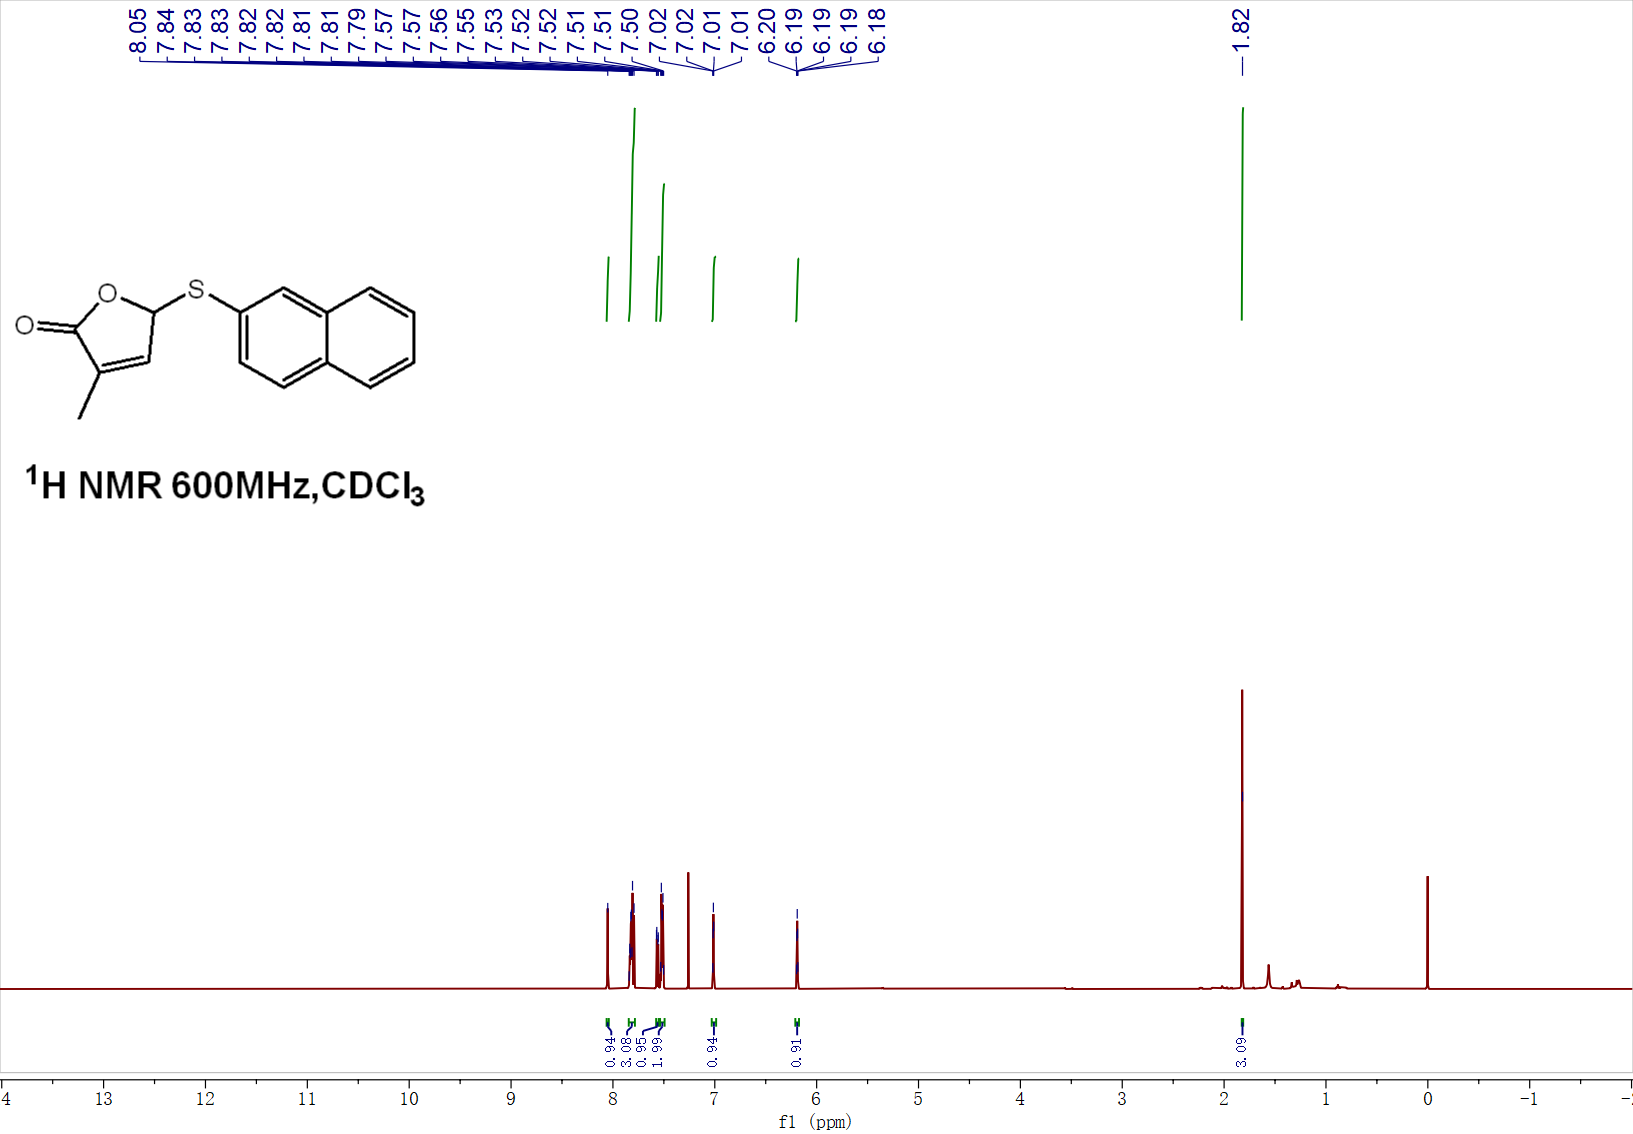 8.05 7.84 7.83 7.83 7.82 7.82 7.81 7.81 7.79 7.57 7.57 7.56 7.55 7.53 7.52 7.52 7.51 7.51 7.50 7.02 7.02 7.01 7.01 6.20 6.19 6.19 6.19 6.18 1.82
O S
O
¹H NMR 600MHz,CDCl₃
0.94 3.08 0.95 1.99 0.94 0.91 3.09
4 13 12 11 10 9 8 7 6 5 4 3 2 1 0 -1 -2
f1 (ppm)